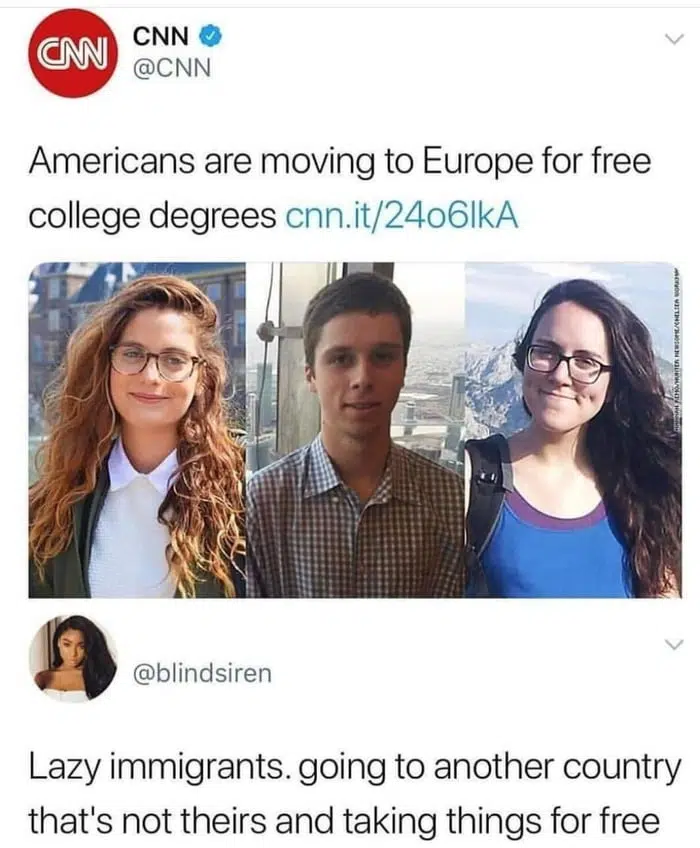 CNN
CNN
@CNN
Americans are moving to Europe for free
college degrees cnn.it/24o6lkA
@blindsiren
Lazy immigrants. going to another country
that's not theirs and taking things for free